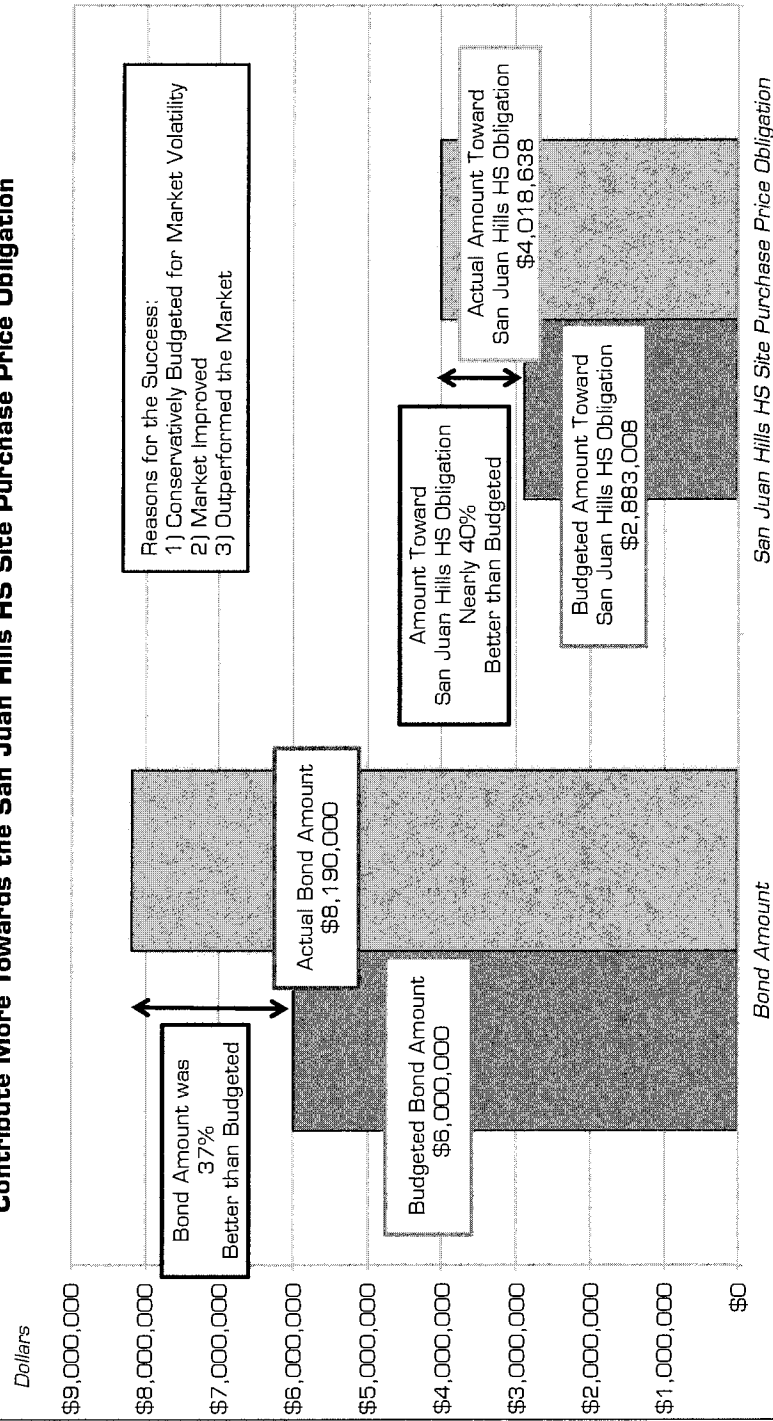 Contribute More Towards the San Juan Hills HS Site Purchase Price Obligation
Dollars
$9,000,000
$8,000,000
$7,000,000
$6,000,000
$5,000,000
$4,000,000
$3,000,000
$2,000,000
$1,000,000
$0
Bond Amount was
37%
Better than Budgeted
Budgeted Bond Amount
$6,000,000
Actual Bond Amount
$8,190,000
Reasons for the Success:
1) Conservatively Budgeted for Market Volatility
2) Market Improved
3) Outperformed the Market
Amount Toward
San Juan Hills HS Obligation
Nearly 40%
Better than Budgeted
Budgeted Amount Toward
San Juan Hills HS Obligation
$2,883,008
Actual Amount Toward
San Juan Hills HS Obligation
$4,018,638
Bond Amount
San Juan Hills HS Site Purchase Price Obligation